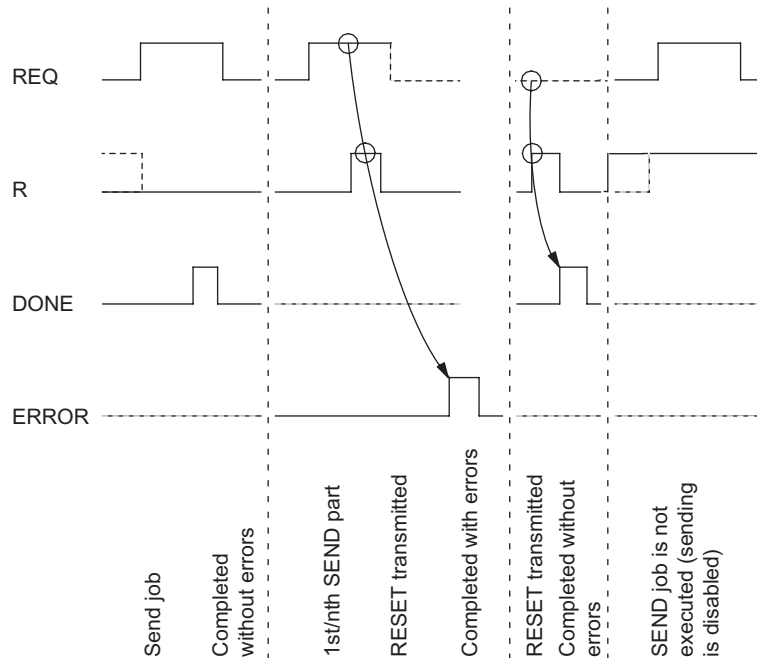 REQ
R
DONE
ERROR
Send job
Completed
without errors
1st/nth SEND part
RESET transmitted
Completed with errors
RESET transmitted
Completed without
errors
SEND job is not
executed (sending
is disabled)